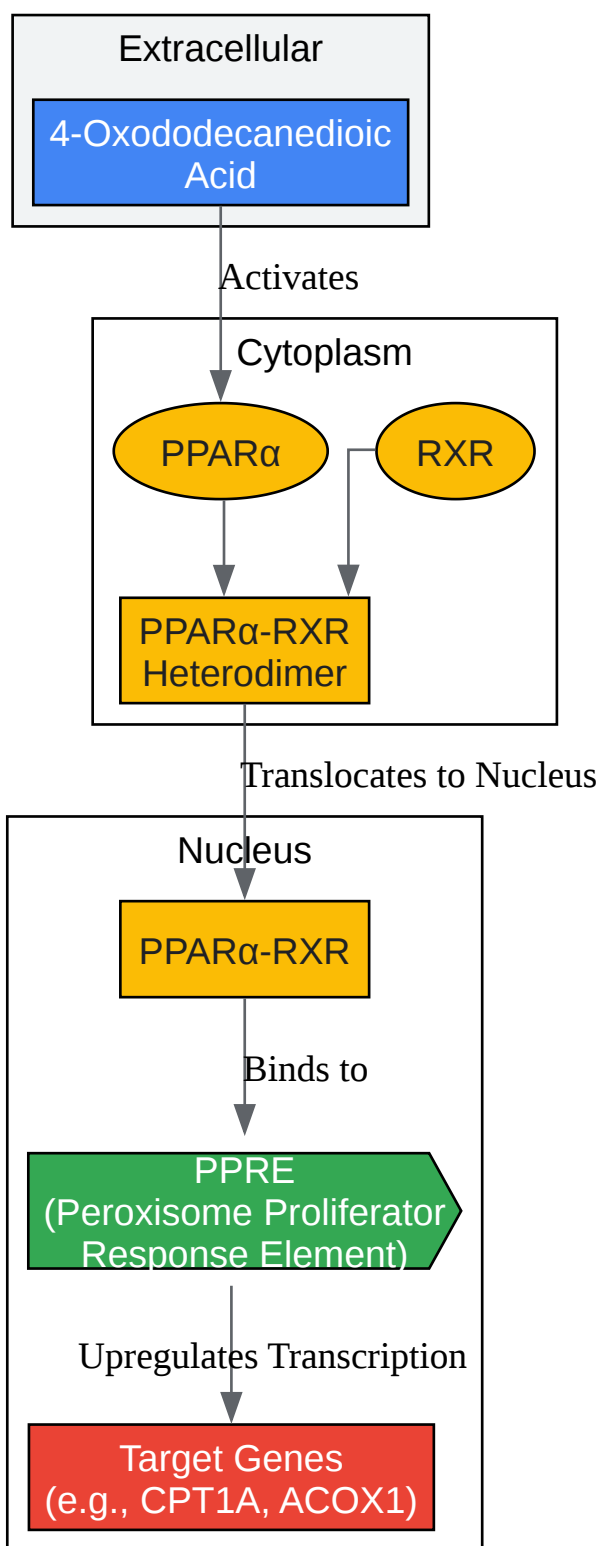 Extracellular
4-Oxododecanedioic
Acid
Activates
Cytoplasm
PPARα
RXR
PPARα-RXR
Heterodimer
Translocates to Nucleus
Nucleus
PPARα-RXR
Binds to
PPRE
(Peroxisome Proliferator
Response Element)
Upregulates Transcription
Target Genes
(e.g., CPT1A, ACOX1)